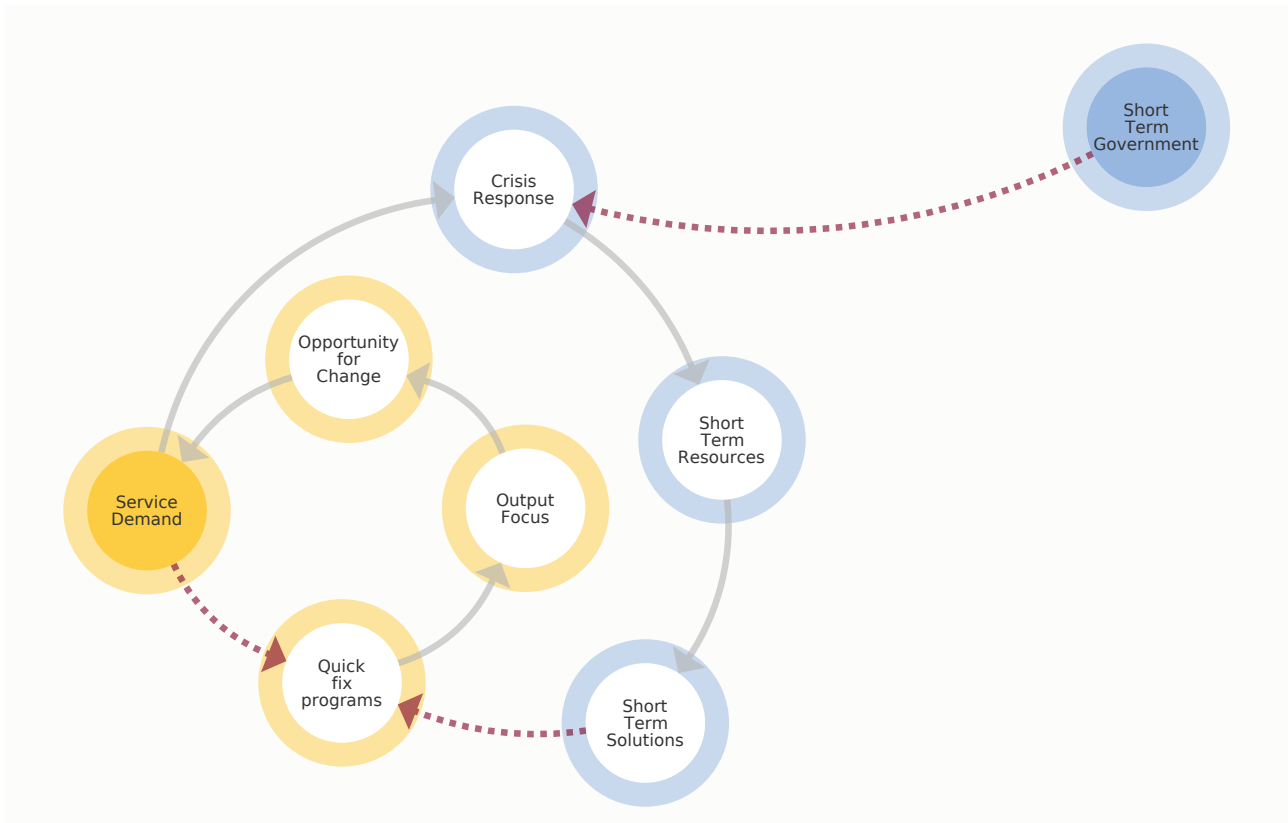 Short
Term
Government
Crisis
Response
Opportunity
for
Change
Short
Term
Resources
Service
Demand
Output
Focus
Quick
fix
programs
Short
Term
Solutions